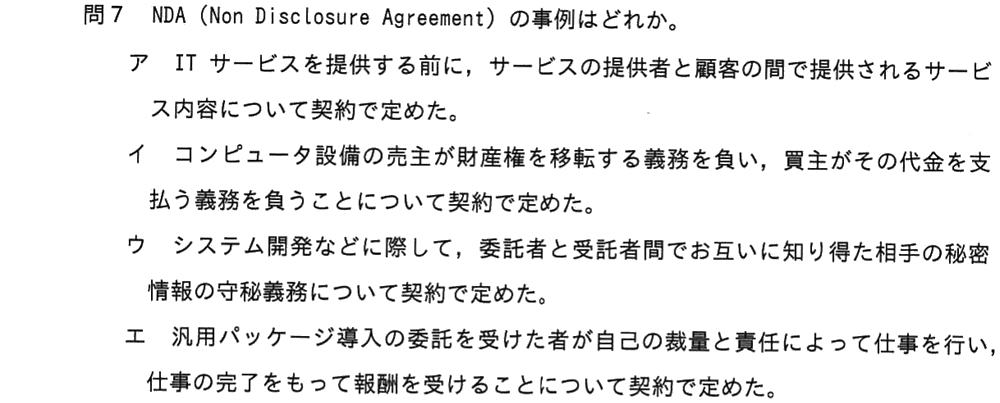 問7 NDA (Non Disclosure Agreement) の事例はどれか。
ア IT サービスを提供する前に，サービスの提供者と顧客の間で提供されるサービ
ス内容について契約で定めた。
イ コンピュータ設備の売主が財産権を移転する義務を負い，買主がその代金を支
払う義務を負うことについて契約で定めた。
ウ システム開発などに際して，委託者と受託者間でお互いに知り得た相手の秘密
情報の守秘義務について契約で定めた。
エ 汎用パッケージ導入の委託を受けた者が自己の裁量と責任によって仕事を行い，
仕事の完了をもって報酬を受けることについて契約で定めた。